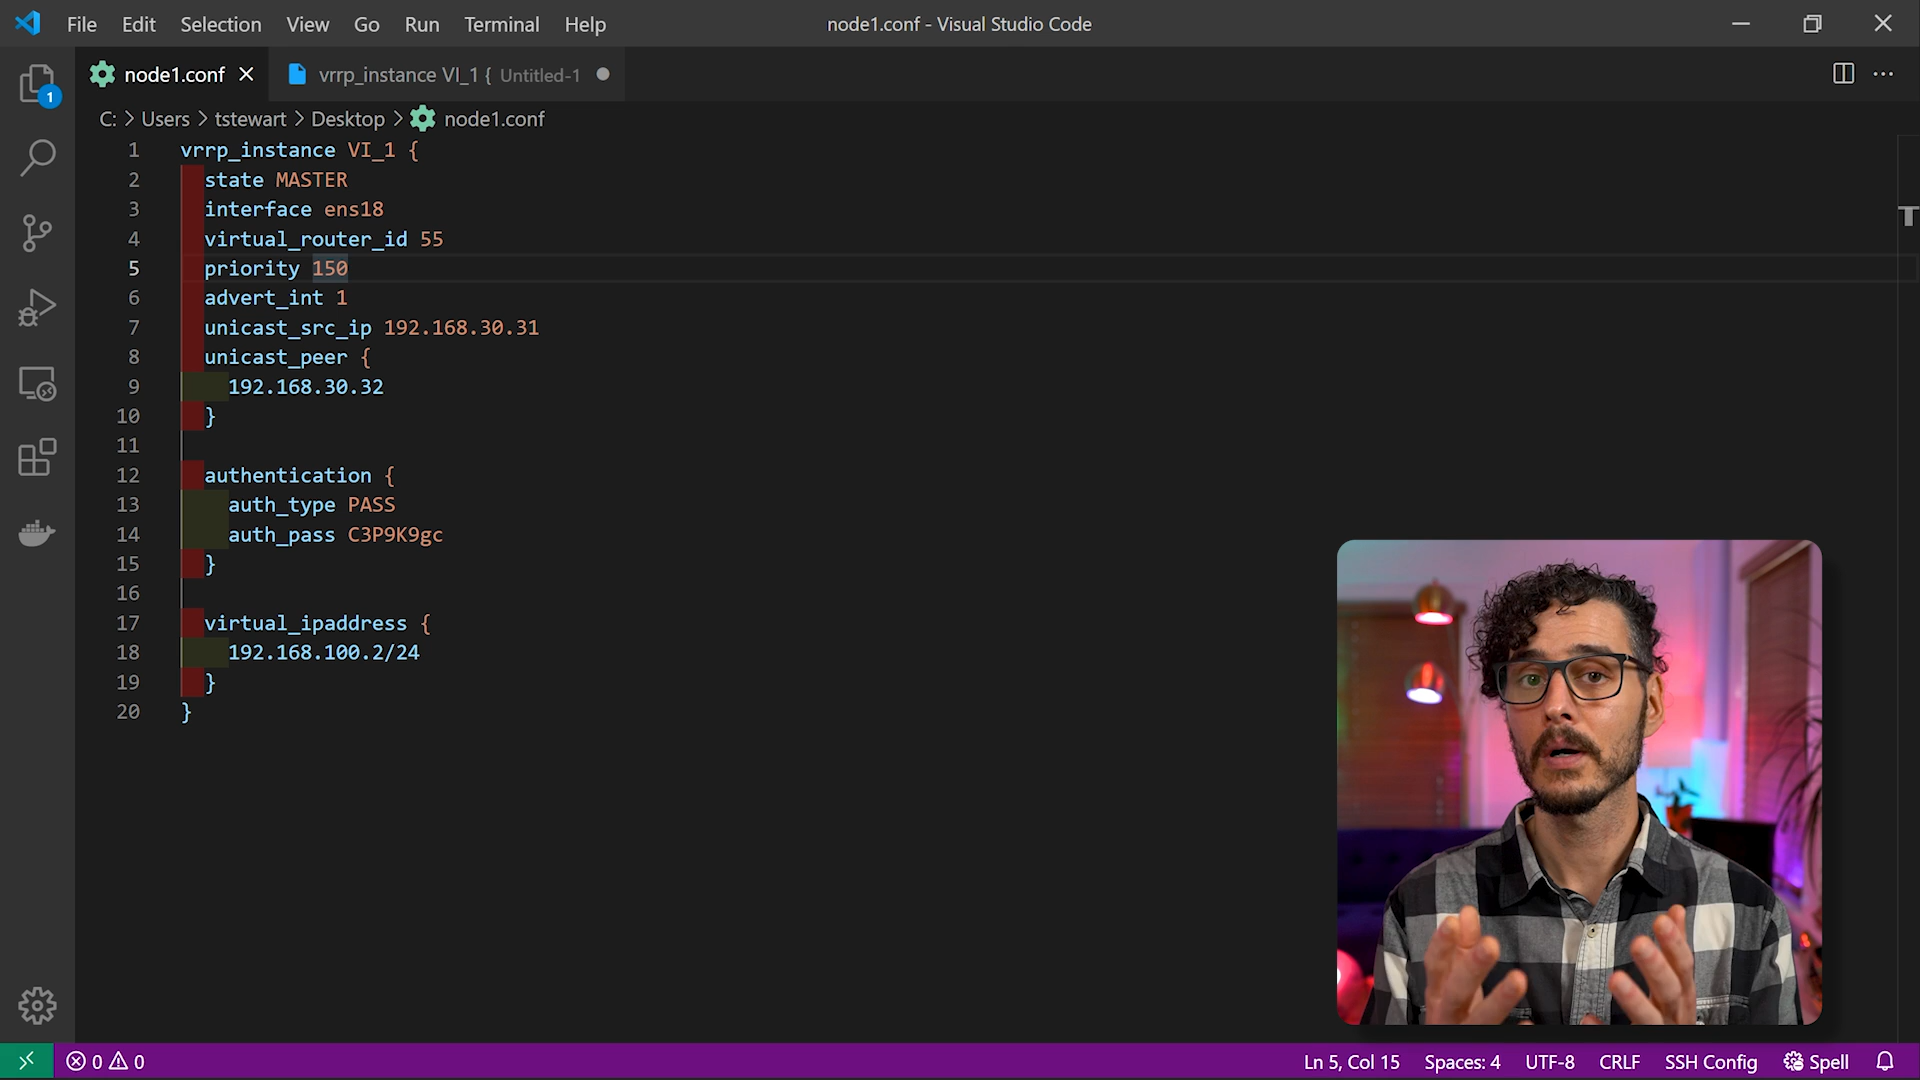 File Edit Selection View Go Run Terminal Help node1.conf - Visual Studio Code
node1.conf vrrp_instance VI_1 { Untitled-1
C: > Users > tstewart > Desktop > node1.conf
1 vrrp_instance VI_1 {
2 state MASTER
3 interface ens18
4 virtual_router_id 55
5 priority 150
6 advert_int 1
7 unicast_src_ip 192.168.30.31
8 unicast_peer {
9 192.168.30.32
10 }
11
12 authentication {
13 auth_type PASS
14 auth_pass C3P9K9gc
15 }
16
17 virtual_ipaddress {
18 192.168.100.2/24
19 }
20 }
1
T
0 0 Ln 5, Col 15 Spaces: 4 UTF-8 CRLF SSH Config Spell